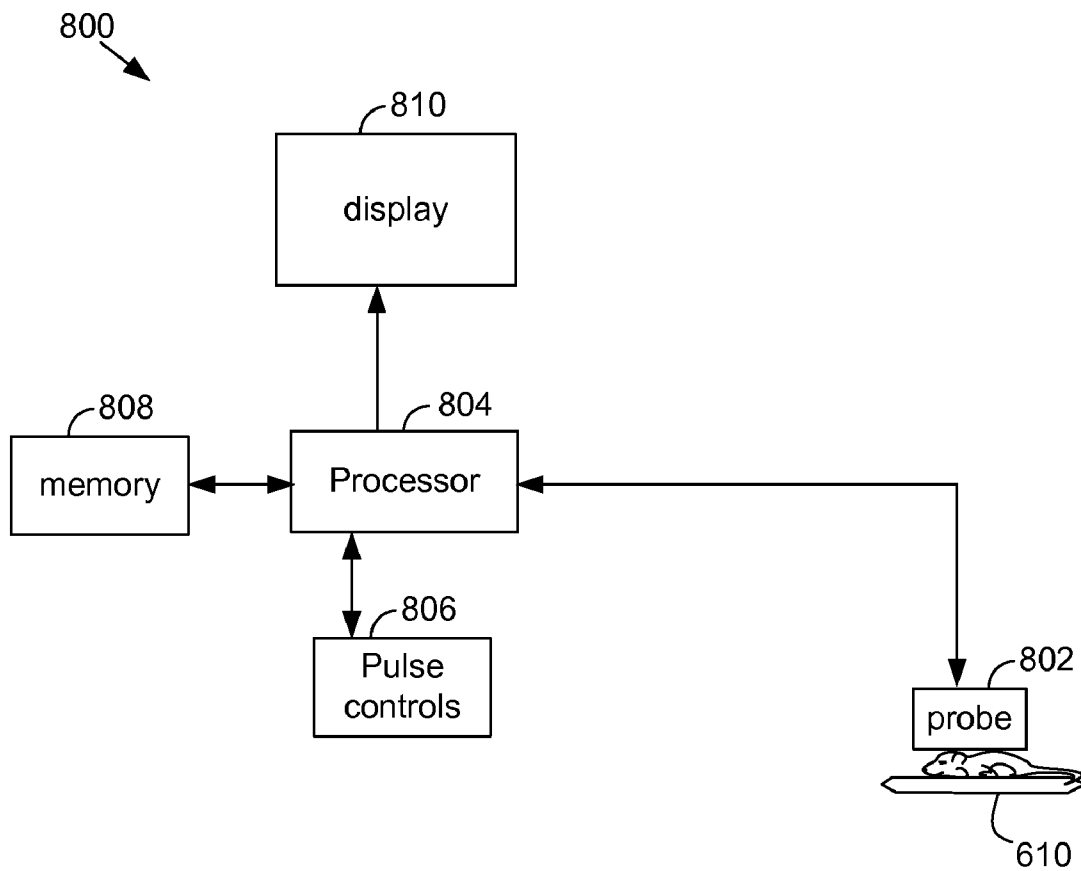 800
810
display
808
804
memory
Processor
806
Pulse
controls
802
probe
610